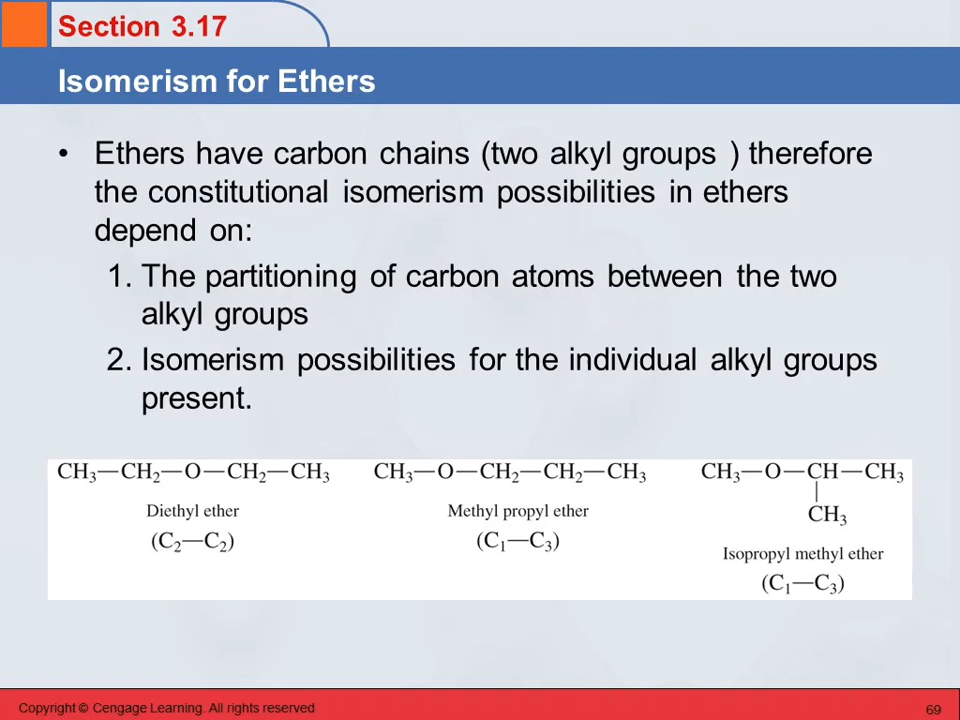 Section 3.17
Isomerism for Ethers
• Ethers have carbon chains (two alkyl groups ) therefore
the constitutional isomerism possibilities in ethers
depend on:
1. The partitioning of carbon atoms between the two
alkyl groups
2. Isomerism possibilities for the individual alkyl groups
present.
CH₃—CH₂—O—CH₂—CH₃
Diethyl ether
(C₂—C₂)
CH₃—O—CH₂—CH₂—CH₃
Methyl propyl ether
(C₁—C₃)
CH₃—O—CH—CH₃
|
CH₃
Isopropyl methyl ether
(C₁—C₃)
Copyright © Cengage Learning. All rights reserved
69